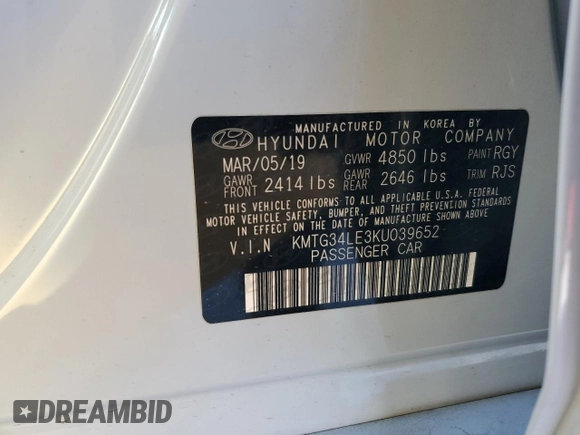 MANUFACTURED IN KOREA BY
HYUNDAI MOTOR COMPANY
MAR/05/19 GVWR 4850 lbs PAINT RGY
GAWR FRONT 2414 lbs GAWR REAR 2646 lbs TRIM RJS
THIS VEHICLE CONFORMS TO ALL APPLICABLE U.S.A. FEDERAL
MOTOR VEHICLE SAFETY, BUMPER, AND THEFT PREVENTION STANDARDS
IN EFFECT ON THE DATE OF MANUFACTURE SHOWN ABOVE.
V.I.N KMTG34LE3KU039652
PASSENGER CAR
DREAMBID